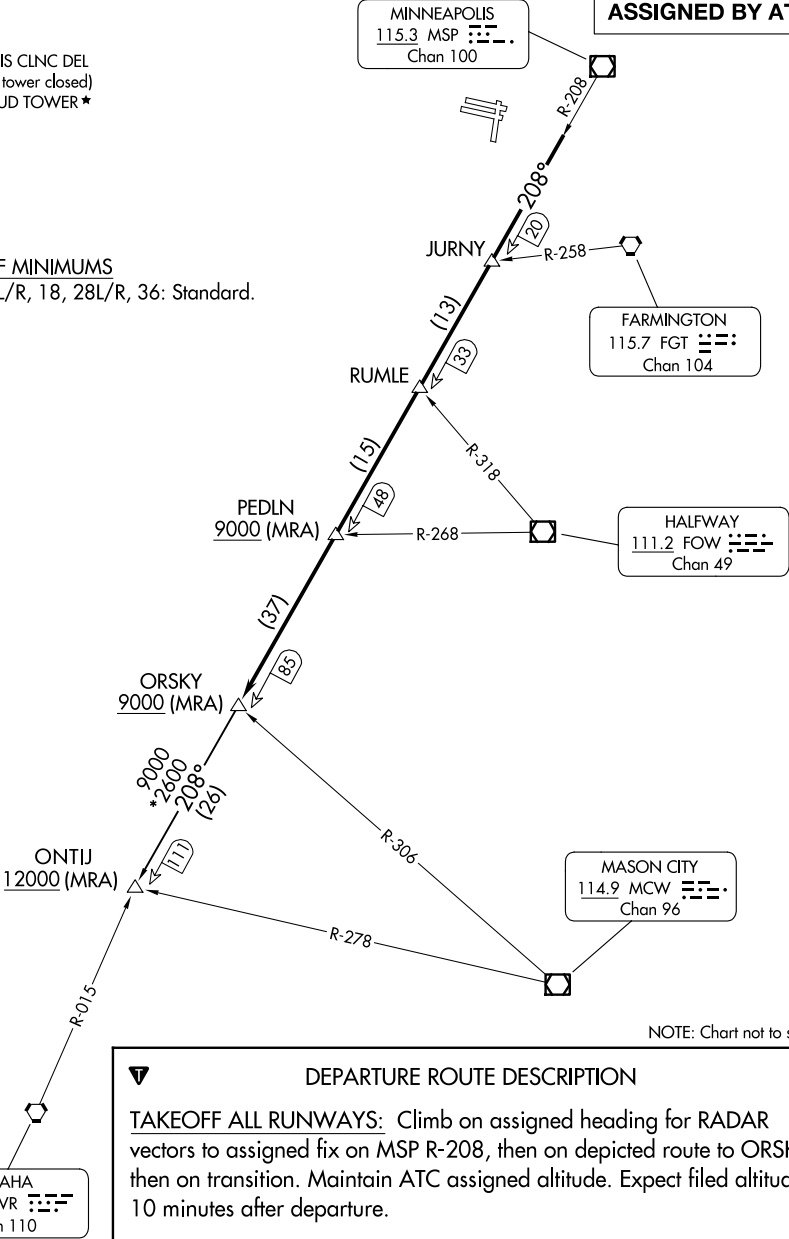 MINNEAPOLIS
115.3 MSP
Chan 100
ASSIGNED BY AT
IS CLNC DEL
tower closed)
UD TOWER★
R-208
208°
JURNY
20
R-258
F MINIMUMS
L/R, 18, 28L/R, 36: Standard.
(13)
FARMINGTON
115.7 FGT
Chan 104
RUMLE
33
(15)
R-318
PEDLN
9000 (MRA)
48
R-268
HALFWAY
111.2 FOW
Chan 49
(37)
ORSKY
9000 (MRA)
85
9000
*2600
208°
(26)
R-306
ONTIJ
12000 (MRA)
111
MASON CITY
114.9 MCW
Chan 96
R-278
R-015
NOTE: Chart not to s
T
DEPARTURE ROUTE DESCRIPTION
TAKEOFF ALL RUNWAYS: Climb on assigned heading for RADAR
vectors to assigned fix on MSP R-208, then on depicted route to ORSK
then on transition. Maintain ATC assigned altitude. Expect filed altitud
10 minutes after departure.
AHA
VR
n 110